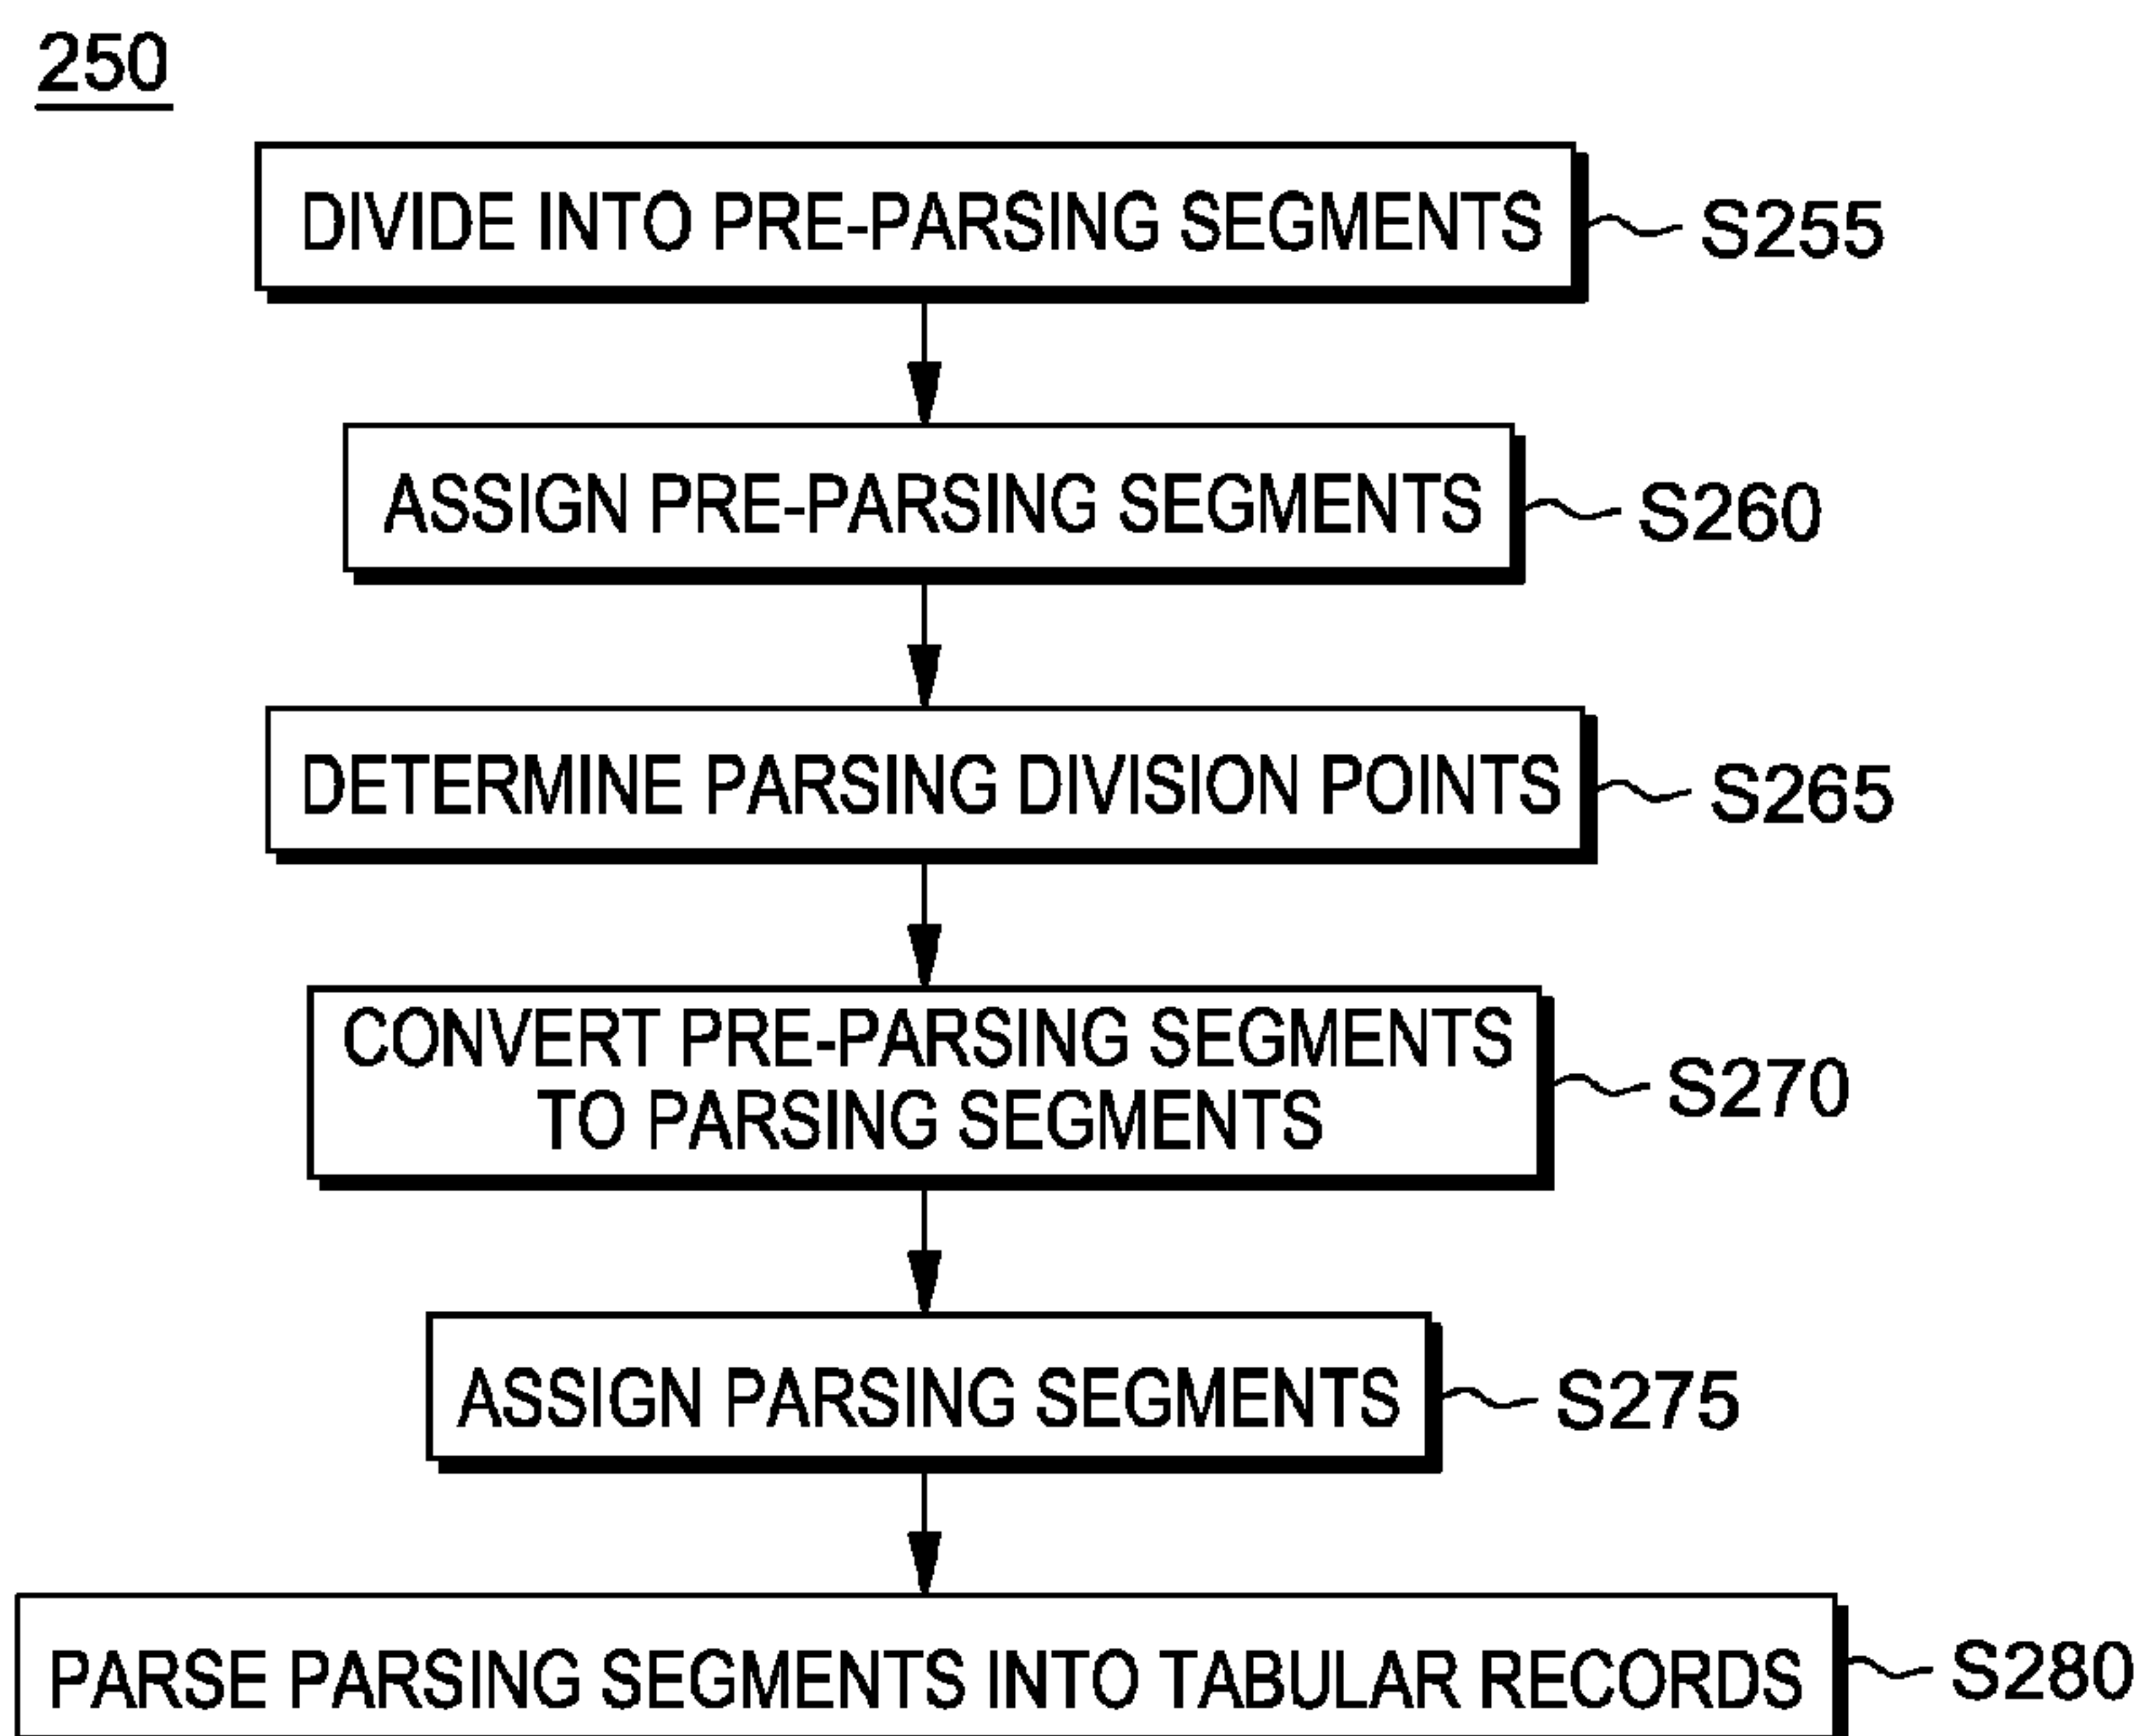 250
DIVIDE INTO PRE-PARSING SEGMENTS
S255
ASSIGN PRE-PARSING SEGMENTS
S260
DETERMINE PARSING DIVISION POINTS
S265
CONVERT PRE-PARSING SEGMENTS
TO PARSING SEGMENTS
S270
ASSIGN PARSING SEGMENTS
S275
PARSE PARSING SEGMENTS INTO TABULAR RECORDS
S280